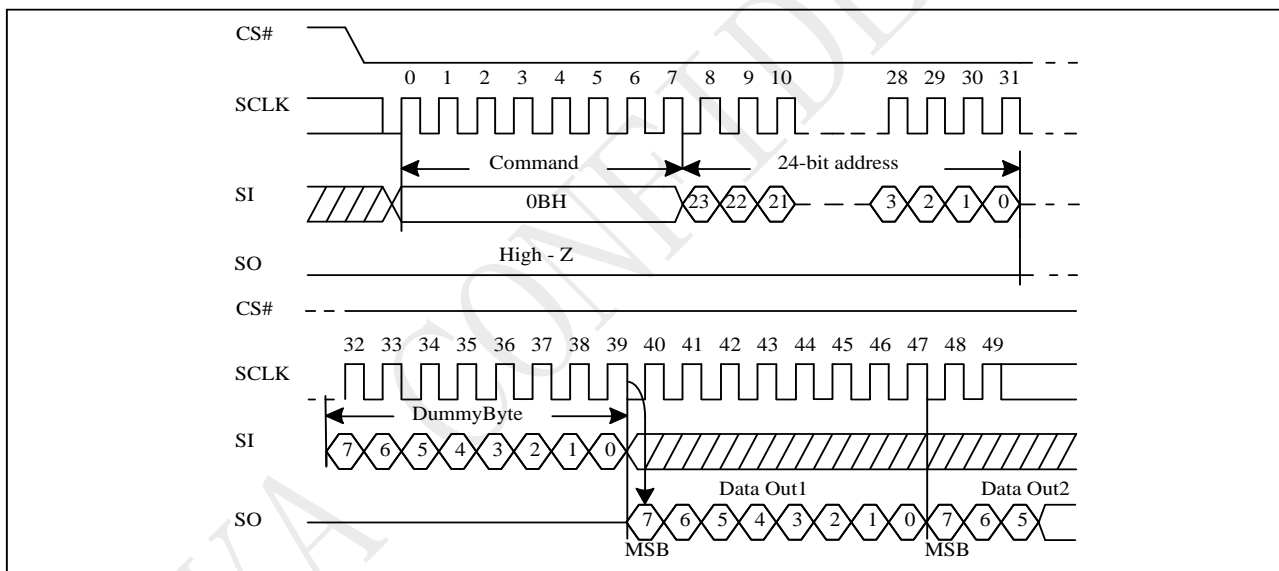 CS#
0 1 2 3 4 5 6 7 8 9 10 28 29 30 31
SCLK
Command 24-bit address
SI 0BH 23 22 21 3 2 1 0
High - Z
SO
CS#
32 33 34 35 36 37 38 39 40 41 42 43 44 45 46 47 48 49
SCLK
DummyByte
SI 7 6 5 4 3 2 1 0
Data Out1 Data Out2
SO 7 6 5 4 3 2 1 0 7 6 5
MSB MSB